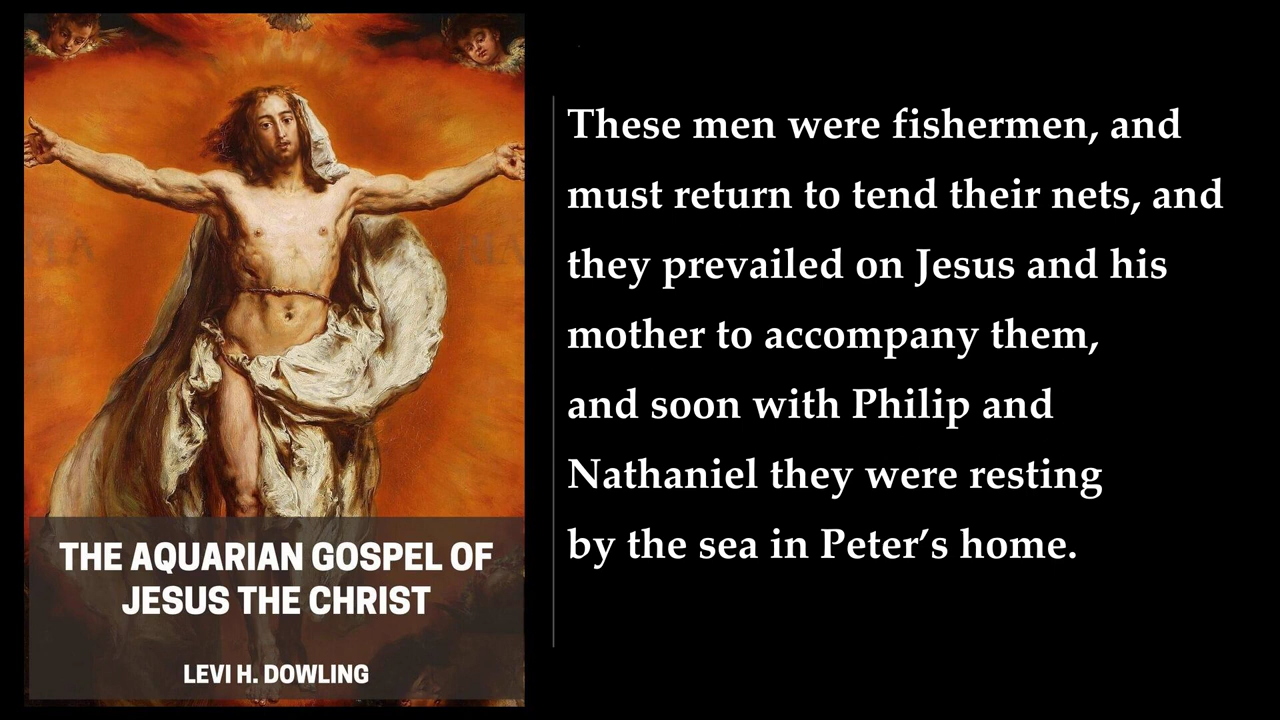 THE AQUARIAN GOSPEL OF
JESUS THE CHRIST
LEVI H. DOWLING
These men were fishermen, and
must return to tend their nets, and
they prevailed on Jesus and his
mother to accompany them,
and soon with Philip and
Nathaniel they were resting
by the sea in Peter’s home.